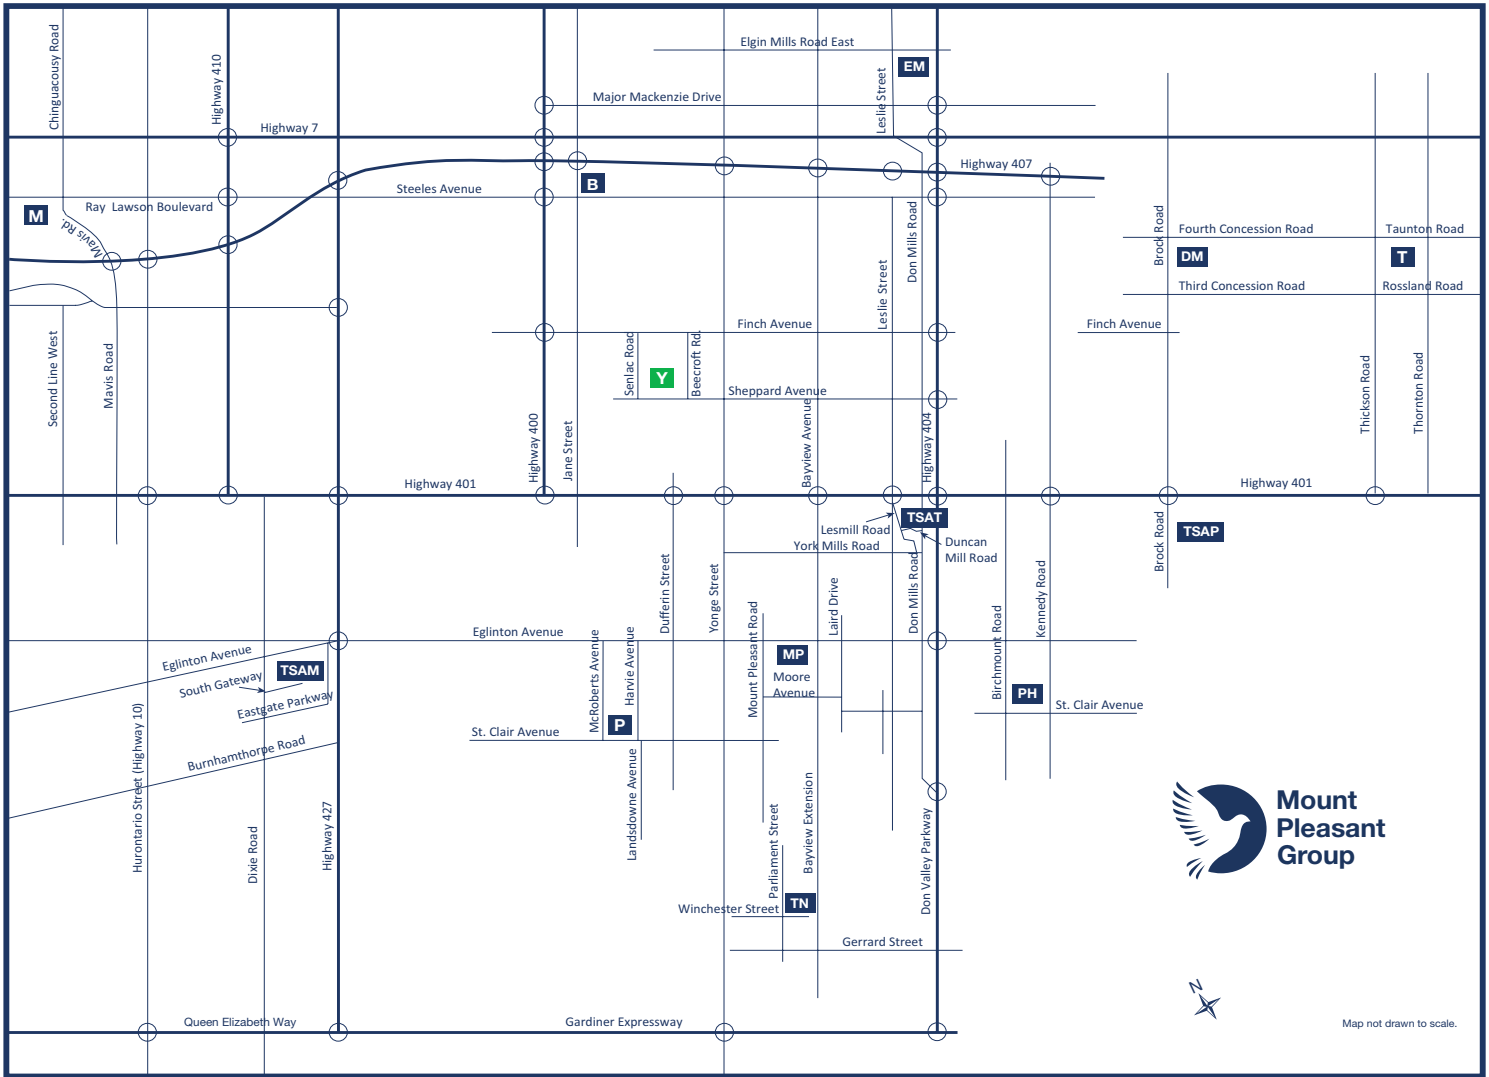 Elgin Mills Road East
EM
Chinguacousy Road
Highway 410
Leslie Street
Major Mackenzie Drive
Highway 7
Highway 407
Steeles Avenue
B
M
Ray Lawson Boulevard
Mavis Rd.
Don Mills Road
Brock Road
Fourth Concession Road
Taunton Road
DM
T
Third Concession Road
Rossland Road
Leslie Street
Finch Avenue
Finch Avenue
Second Line West
Mavis Road
Senlac Road
Y
Beecroft Rd.
Sheppard Avenue
Thickson Road
Thornton Road
Highway 400
Jane Street
Bayview Avenue
Highway 404
Highway 401
Highway 401
TSAT
Lesmill Road
York Mills Road
Duncan
Mill Road
Brock Road
TSAP
Dufferin Street
Yonge Street
Laird Drive
Don Mills Road
Kennedy Road
Birchmount Road
Mount Pleasant Road
Eglinton Avenue
Eglinton Avenue
TSAM
South Gateway
Eastgate Parkway
McRoberts Avenue
Harvie Avenue
MP
Moore
Avenue
PH
St. Clair Avenue
P
St. Clair Avenue
Burnhamthorpe Road
Hurontario Street (Highway 10)
Landsdowne Avenue
Highway 427
Dixie Road
Parliament Street
Bayview Extension
Don Valley Parkway
Mount
Pleasant
Group
TN
Winchester Street
Gerrard Street
N
Queen Elizabeth Way
Gardiner Expressway
Map not drawn to scale.